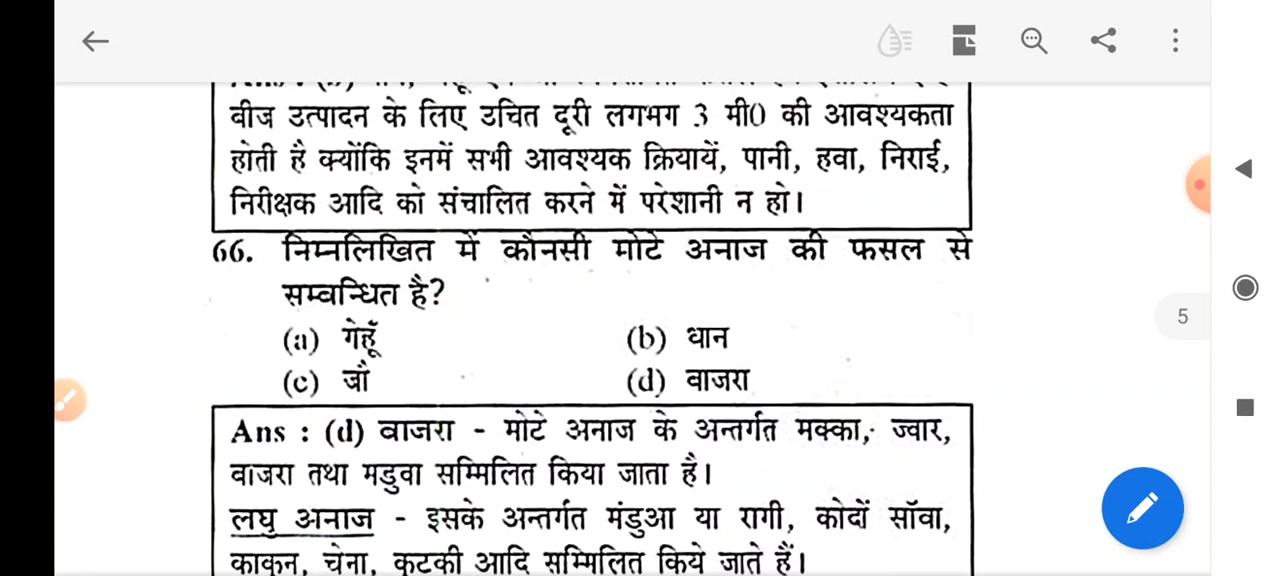 वीज उत्पादन के लिए उचित दूरी लगभग 3 मी0 की आवश्यकता
होती है क्योंकि इनमें सभी आवश्यक क्रियायें, पानी, हवा, निराई,
निरीक्षक आदि को संचालित करने में परेशानी न हो।
66. निम्नलिखित में कौनसी मोटे अनाज की फसल से
सम्वन्धित है?
(a) गेहूँ (b) धान
(c) जौ (d) वाजरा
5
Ans : (d) वाजरा - मोटे अनाज के अन्तर्गत मक्का, ज्वार,
वाजरा तथा मडुवा सम्मिलित किया जाता है।
लघु अनाज - इसके अन्तर्गत मंडुआ या रागी, कोदों सॉवा,
काकुन, चेना, कुटकी आदि सम्मिलित किये जाते हैं।